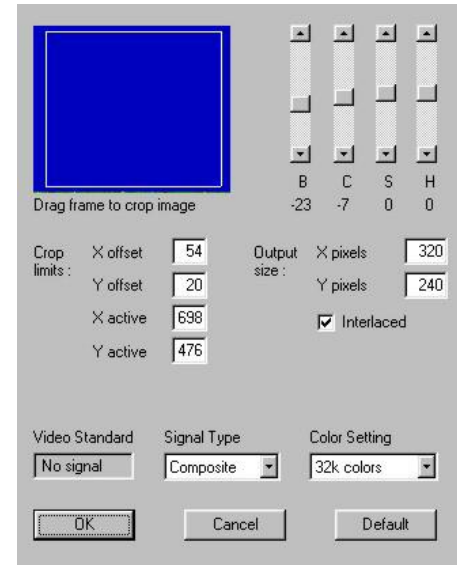 B C S H
Drag frame to crop image -23 -7 0 0
Crop limits : X offset 54 Output size : X pixels 320
Y offset 20 Y pixels 240
X active 698 Interlaced
Y active 476
Video Standard Signal Type Color Setting
No signal Composite 32k colors
OK Cancel Default